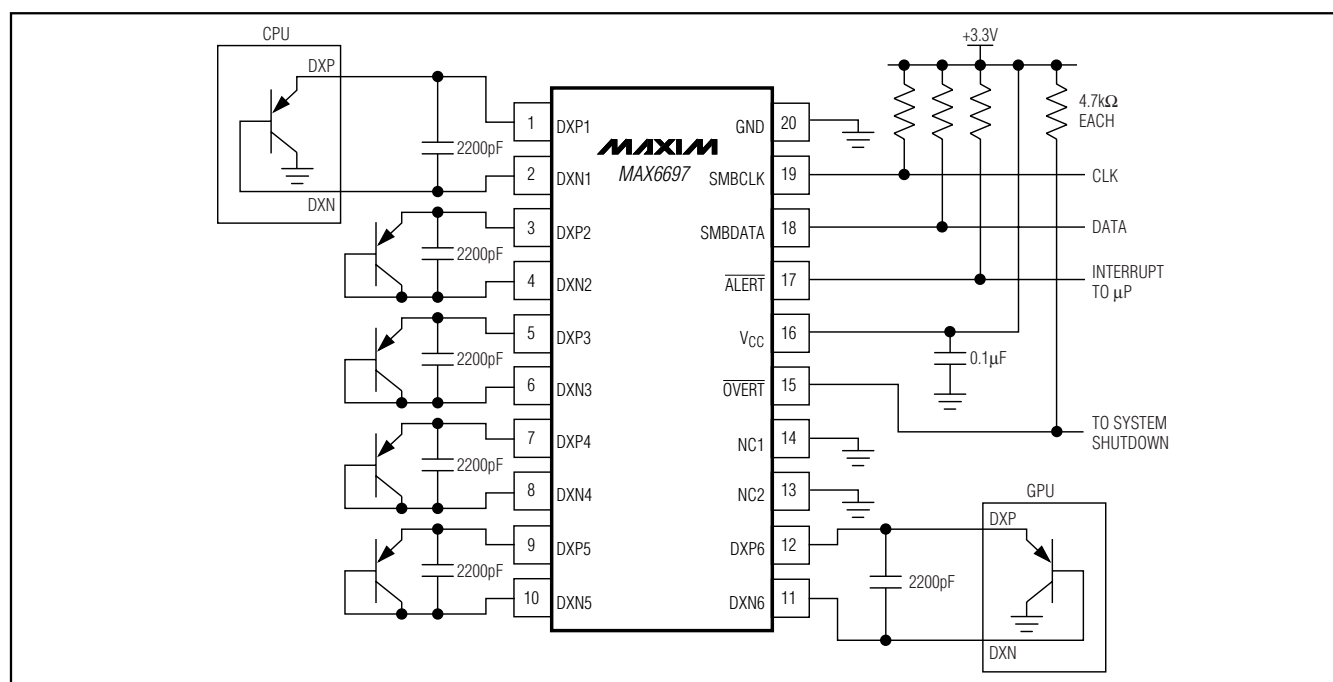 CPU
DXP
DXN
2200pF
2200pF
2200pF
2200pF
2200pF
1 DXP1
2 DXN1
3 DXP2
4 DXN2
5 DXP3
6 DXN3
7 DXP4
8 DXN4
9 DXP5
10 DXN5
MAXIM
MAX6697
GND 20
SMBCLK 19
SMBDATA 18
ALERT 17
VCC 16
OVERT 15
NC1 14
NC2 13
DXP6 12
DXN6 11
+3.3V
4.7kΩ
EACH
CLK
DATA
INTERRUPT
TO µP
0.1µF
TO SYSTEM
SHUTDOWN
GPU
DXP
2200pF
DXN